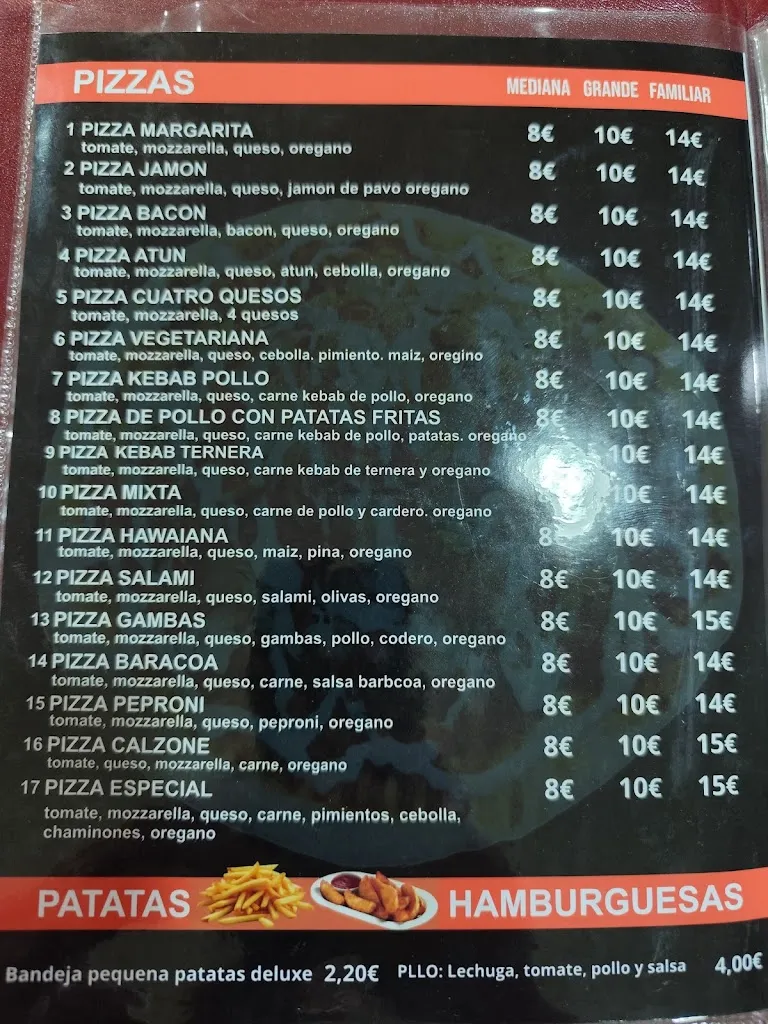 PIZZAS MEDIANA GRANDE FAMILIAR
1 PIZZA MARGARITA 8€ 10€ 14€
tomate, mozzarella, queso, oregano
2 PIZZA JAMON 8€ 10€ 14€
tomate, mozzarella, queso, jamon de pavo oregano
3 PIZZA BACON 8€ 10€ 14€
tomate, mozzarella, bacon, queso, oregano
4 PIZZA ATUN 8€ 10€ 14€
tomate, mozzarella, queso, atun, cebolla, oregano
5 PIZZA CUATRO QUESOS 8€ 10€ 14€
tomate, mozzarella, 4 quesos
6 PIZZA VEGETARIANA 8€ 10€ 14€
tomate, mozzarella, queso, cebolla. pimiento. maiz, oregino
7 PIZZA KEBAB POLLO 8€ 10€ 14€
tomate, mozzarella, queso, carne kebab de pollo, oregano
8 PIZZA DE POLLO CON PATATAS FRITAS 8€ 10€ 14€
tomate, mozzarella, queso, carne kebab de pollo, patatas. oregano
9 PIZZA KEBAB TERNERA 10€ 14€
tomate, mozzarella, queso, carne kebab de ternera y oregano
10 PIZZA MIXTA 10€ 14€
tomate, mozzarella, queso, carne de pollo y cardero. oregano
11 PIZZA HAWAIANA 8€ 10€ 14€
tomate, mozzarella, queso, maiz, pina, oregano
12 PIZZA SALAMI 8€ 10€ 14€
tomate, mozzarella, queso, salami, olivas, oregano
13 PIZZA GAMBAS 8€ 10€ 15€
tomate, mozzarella, queso, gambas, pollo, codero, oregano
14 PIZZA BARACOA 8€ 10€ 14€
tomate, mozzarella, queso, carne, salsa barbcoa, oregano
15 PIZZA PEPRONI 8€ 10€ 14€
tomate, mozzarella, queso, peproni, oregano
16 PIZZA CALZONE 8€ 10€ 15€
tomate, queso, mozzarella, carne, oregano
17 PIZZA ESPECIAL 8€ 10€ 15€
tomate, mozzarella, queso, carne, pimientos, cebolla,
chaminones, oregano
PATATAS HAMBURGUESAS
Bandeja pequena patatas deluxe 2,20€ PLLO: Lechuga, tomate, pollo y salsa 4,00€